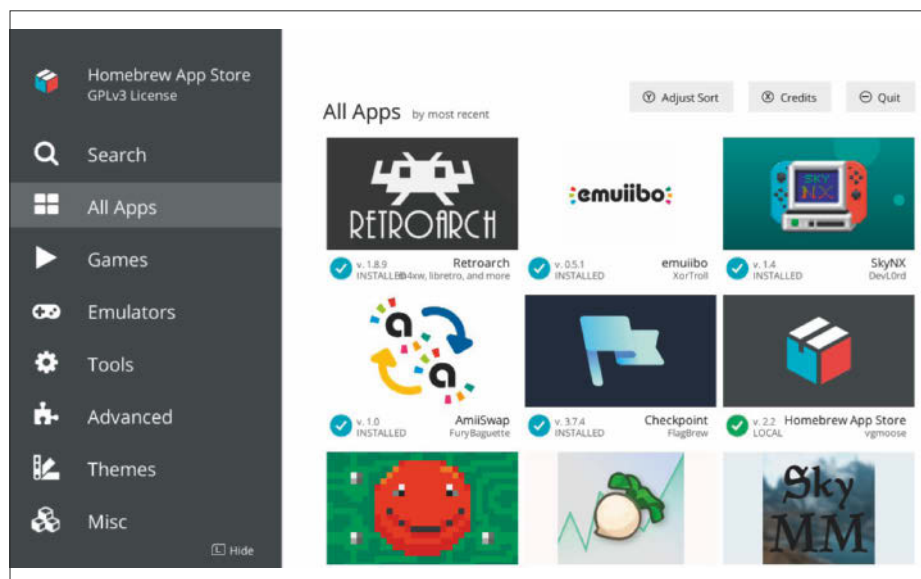 Homebrew App Store
GPLv3 License
Search
All Apps
Games
Emulators
Tools
Advanced
Themes
Misc
L Hide
All Apps by most recent
Y Adjust Sort
X Credits
Quit
RETROARCH
v. 1.8.9 Retroarch
INSTALLED m4xw, libretro, and more
emuiibo
v. 0.5.1 emuiibo
INSTALLED XorTroll
SKY
NX
v. 1.4 SkyNX
INSTALLED DevL0rd
a
a
v. 1.0 AmiiSwap
INSTALLED FuryBaguette
v. 3.7.4 Checkpoint
INSTALLED FlagBrew
v. 2.2 Homebrew App Store
LOCAL vgmoose
Sky
MM